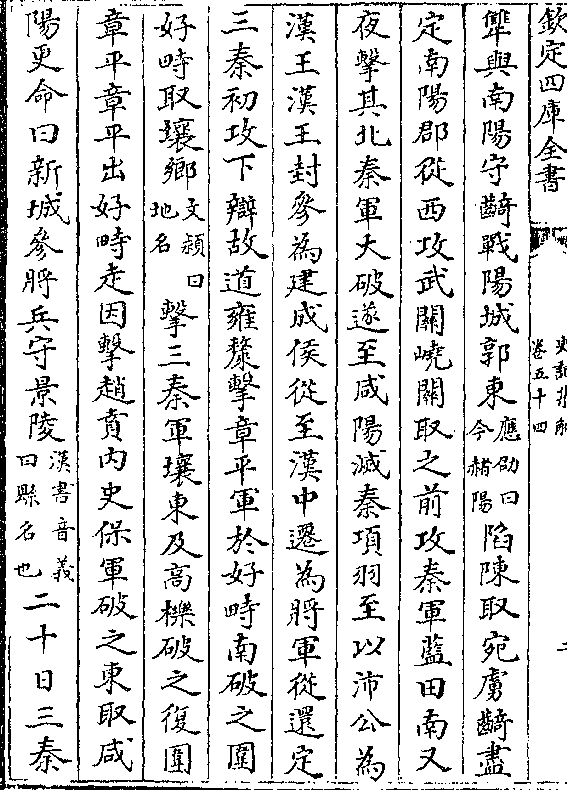 欽定四庫全書
卷五十四
犨與南陽守齮戰陽城郭東應劭曰今赭陽陷陳取宛虜齮盡
定南陽郡從西攻武關嶢關取之前攻秦軍藍田南又
夜擊其北秦軍大破遂至咸陽滅秦項羽至以沛公為
漢王漢王封參為建成侯從至漢中遷為將軍從還定
三秦初攻下辯故道雍斄擊章平軍於好畤南破之圍
好畤取壤鄉文穎曰地名擊三秦軍壤東及高櫟破之復圍
章平章平出好畤走因擊趙賁內史保軍破之東取咸
陽更命曰新城參將兵守景陵漢書音義曰縣名也二十日三秦